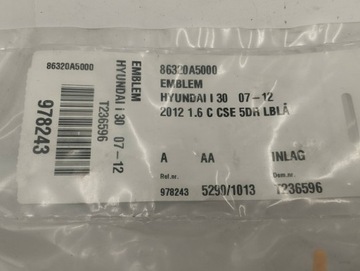 86320A5000
EMBLEM
HYUNDAI I 30 07-12
T236596
978243
86320A5000
EMBLEM
HYUNDAI I 30 07-12
2012 1.6 C CSE 5DR LBLÅ
A AA INLAG
Ref.nr. Dem.nr.
978243 5290/1013 T236596